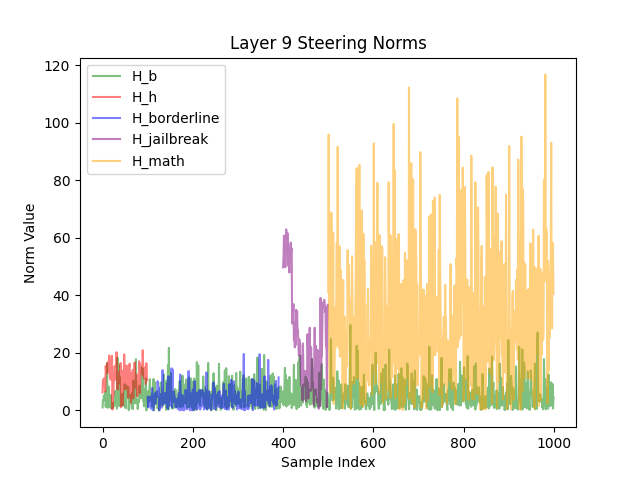 Layer 9 Steering Norms
H_b
H_h
H_borderline
H_jailbreak
H_math
Norm Value
120
100
80
60
40
20
0
0 200 400 600 800 1000
Sample Index